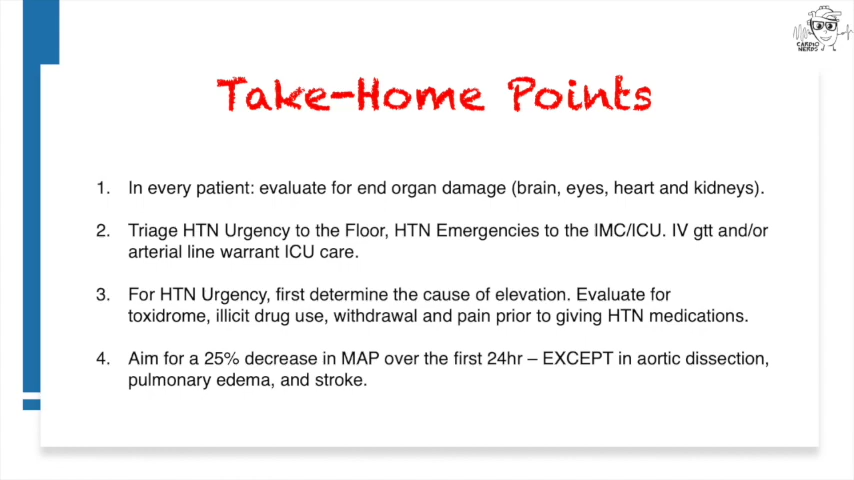 CARDIO
NERDS
Take-Home Points
1. In every patient: evaluate for end organ damage (brain, eyes, heart and kidneys).
2. Triage HTN Urgency to the Floor, HTN Emergencies to the IMC/ICU. IV gtt and/or
arterial line warrant ICU care.
3. For HTN Urgency, first determine the cause of elevation. Evaluate for
toxidrome, illicit drug use, withdrawal and pain prior to giving HTN medications.
4. Aim for a 25% decrease in MAP over the first 24hr – EXCEPT in aortic dissection,
pulmonary edema, and stroke.